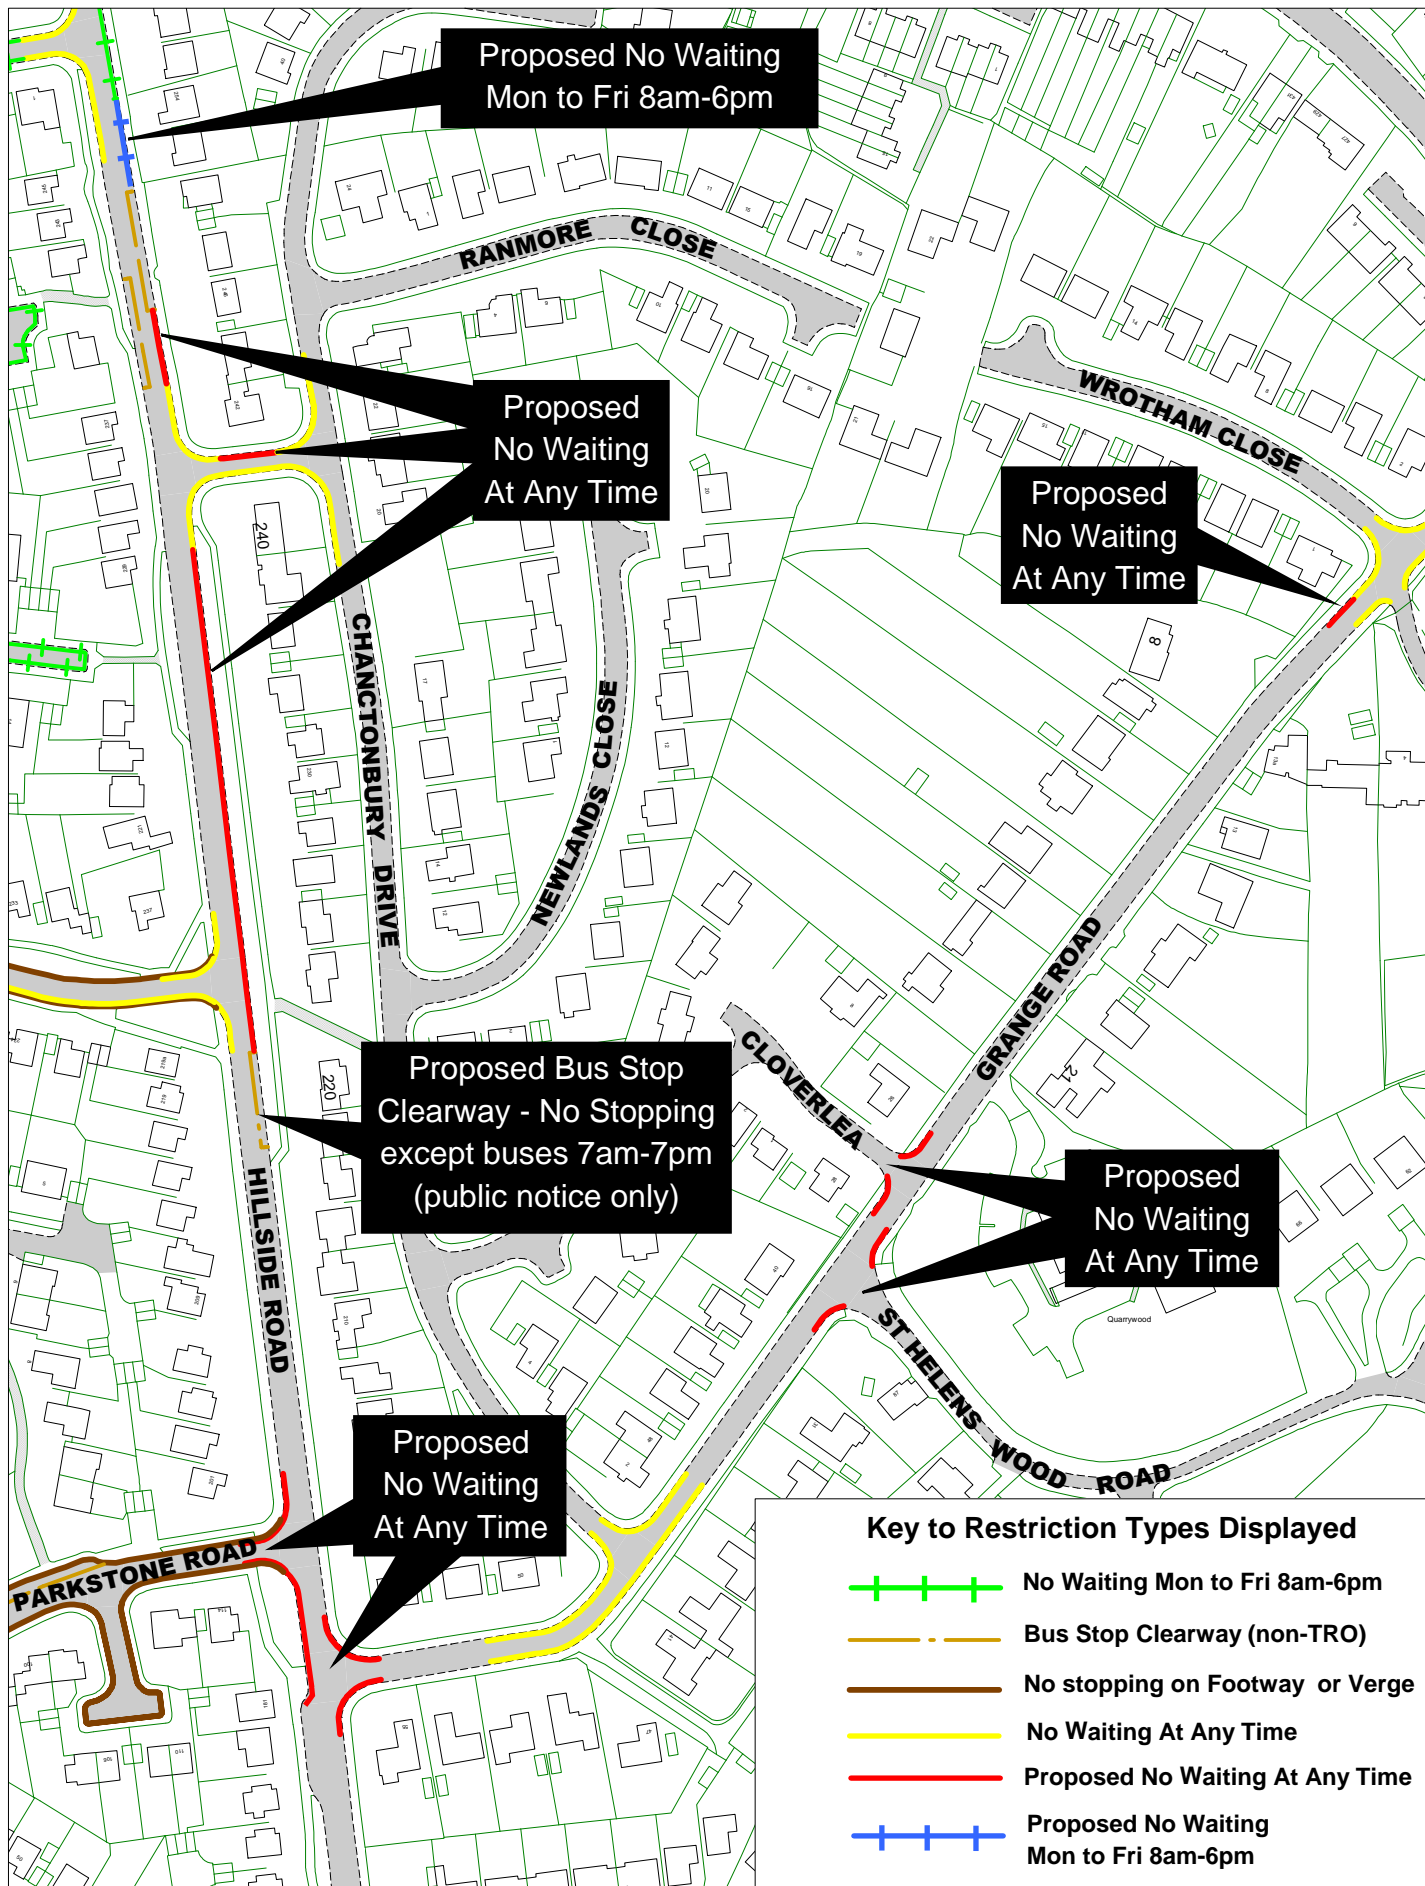 Proposed No Waiting
Mon to Fri 8am-6pm
RANMORE CLOSE
Proposed
No Waiting
At Any Time
WROTHAM CLOSE
Proposed
No Waiting
At Any Time
240
8
CHANCTONBURY DRIVE
NEWLANDS CLOSE
GRANGE ROAD
CLOVERLEA
21
220
Proposed Bus Stop
Clearway - No Stopping
except buses 7am-7pm
(public notice only)
HILLSIDE ROAD
Proposed
No Waiting
At Any Time
Quarrywood
ST HELENS WOOD ROAD
Proposed
No Waiting
At Any Time
PARKSTONE ROAD
Key to Restriction Types Displayed
No Waiting Mon to Fri 8am-6pm
Bus Stop Clearway (non-TRO)
No stopping on Footway or Verge
No Waiting At Any Time
Proposed No Waiting At Any Time
Proposed No Waiting
Mon to Fri 8am-6pm